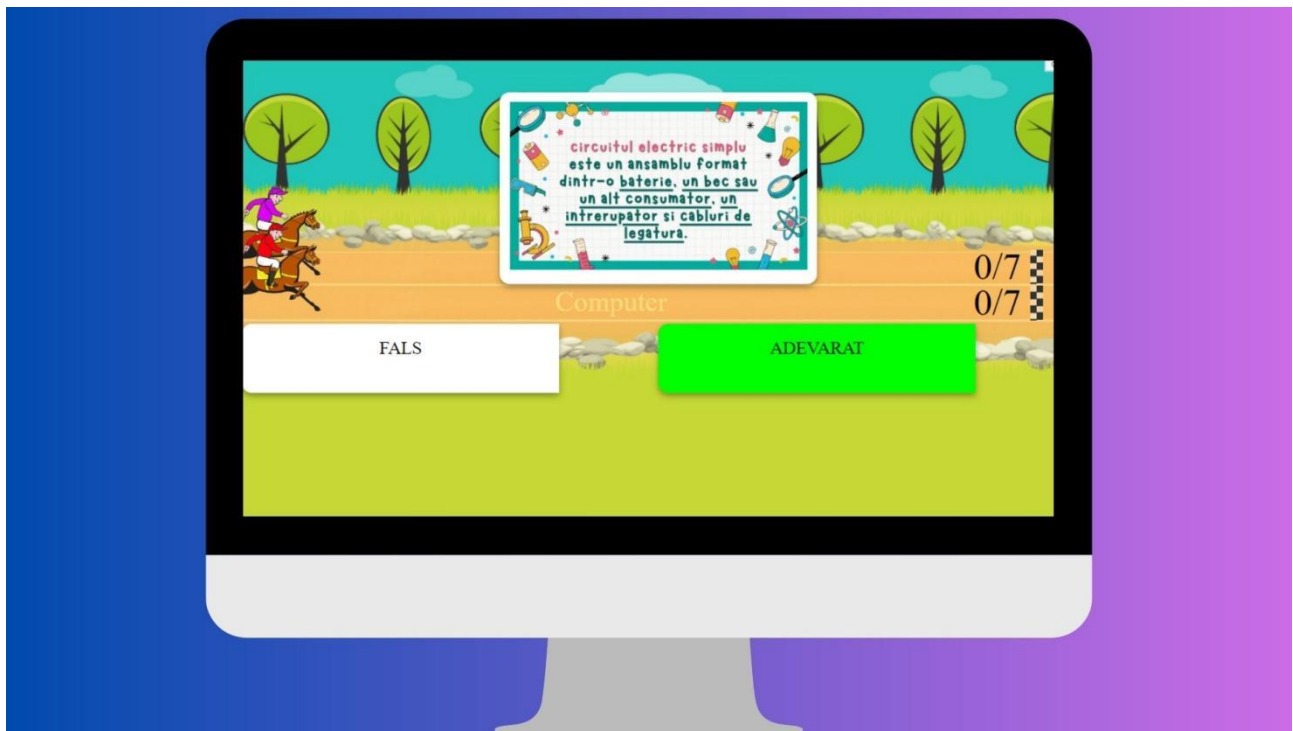 circuitul electric simplu
este un ansamblu format
dintr-o baterie, un bec sau
un alt consumator, un
intrerupator si cabluri de
legatura.
0/7
Computer
0/7
FALS
ADEVARAT